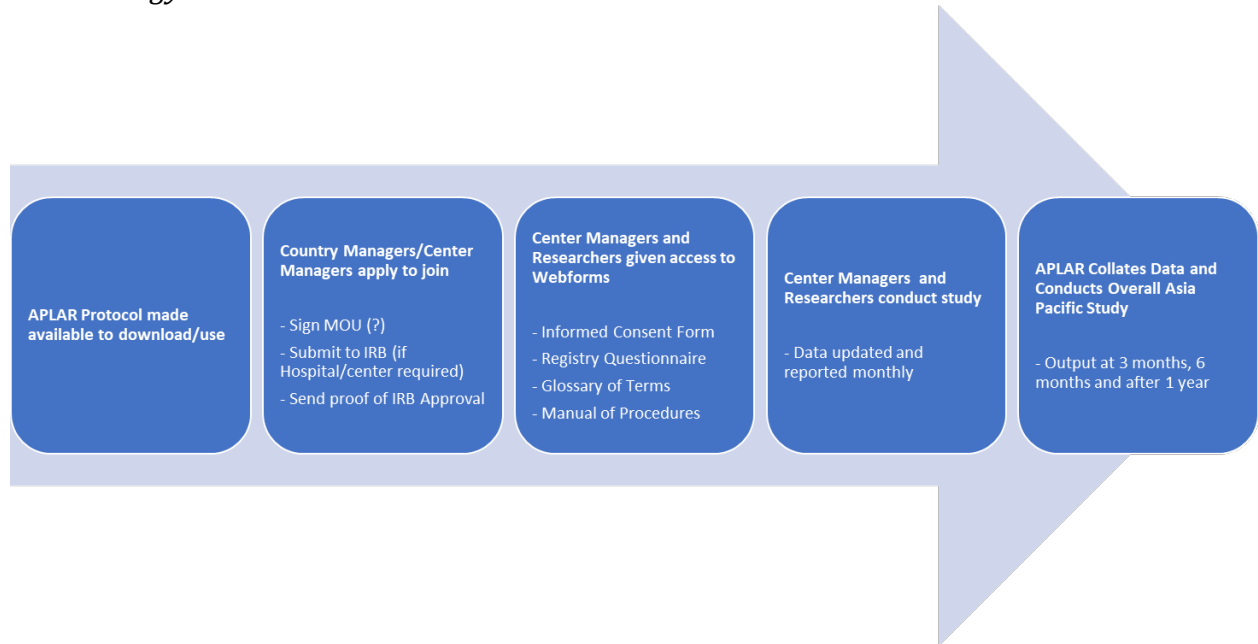 APLAR Protocol made
available to download/use
Country Managers/Center
Managers apply to join
- Sign MOU (?)
- Submit to IRB (if
Hospital/center required)
- Send proof of IRB Approval
Center Managers and
Researchers given access to
Webforms
- Informed Consent Form
- Registry Questionnaire
- Glossary of Terms
- Manual of Procedures
Center Managers and
Researchers conduct study
- Data updated and
reported monthly
APLAR Collates Data and
Conducts Overall Asia
Pacific Study
- Output at 3 months, 6
months and after 1 year